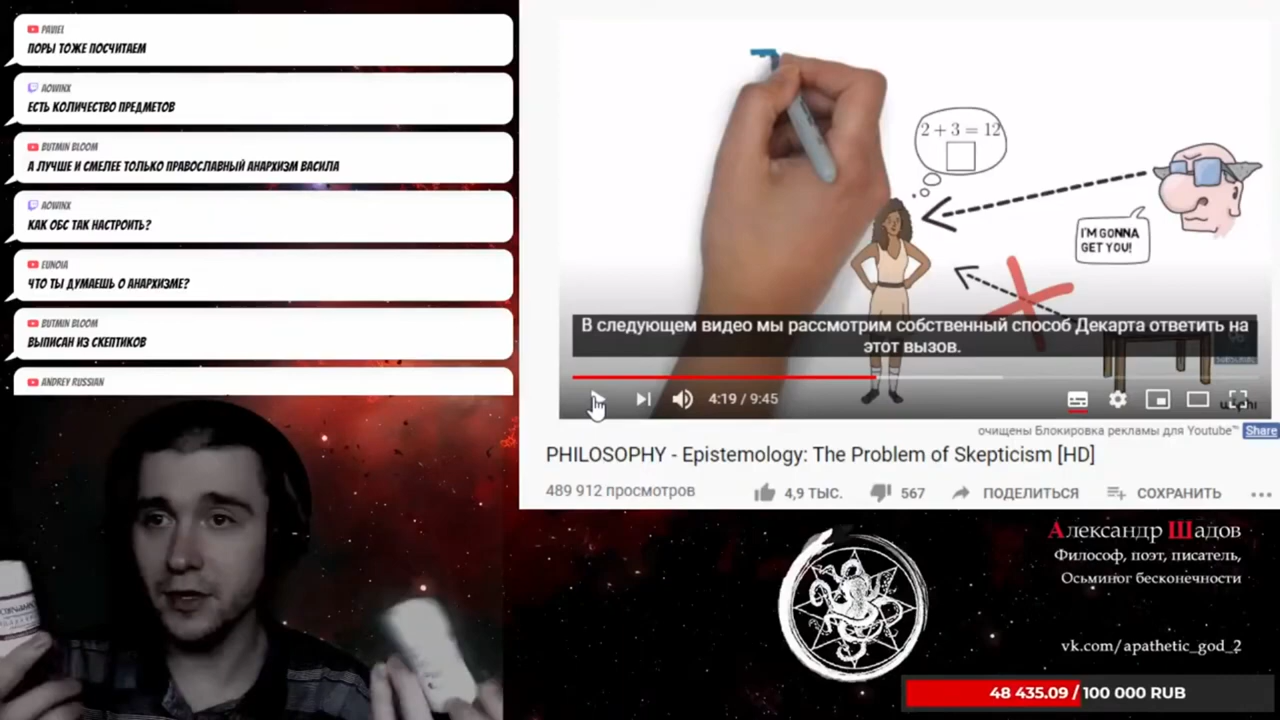 PAVIEL
ПОРЫ ТОЖЕ ПОСЧИТАЕМ
AOWINX
ЕСТЬ КОЛИЧЕСТВО ПРЕДМЕТОВ
BUTMIN BLOOM
А ЛУЧШЕ И СМЕЛЕЕ ТОЛЬКО ПРАВОСЛАВНЫЙ АНАРХИЗМ ВАСИЛА
AOWINX
КАК ОБС ТАК НАСТРОИТЬ?
EUNOIA
ЧТО ТЫ ДУМАЕШЬ О АНАРХИЗМЕ?
BUTMIN BLOOM
ВЫПИСАН ИЗ СКЕПТИКОВ
ANDREY RUSSIAN
2 + 3 = 12
I'M GONNA
GET YOU!
В следующем видео мы рассмотрим собственный способ Декарта ответить на
этот вызов.
4:19 / 9:45
очищены Блокировка рекламы для Youtube™ Share
PHILOSOPHY - Epistemology: The Problem of Skepticism [HD]
489 912 просмотров
4,9 ТЫС.
567
ПОДЕЛИТЬСЯ
СОХРАНИТЬ
Александр Шадов
Философ, поэт, писатель,
Осьминог бесконечности
vk.com/apathetic_god_2
48 435.09 / 100 000 RUB